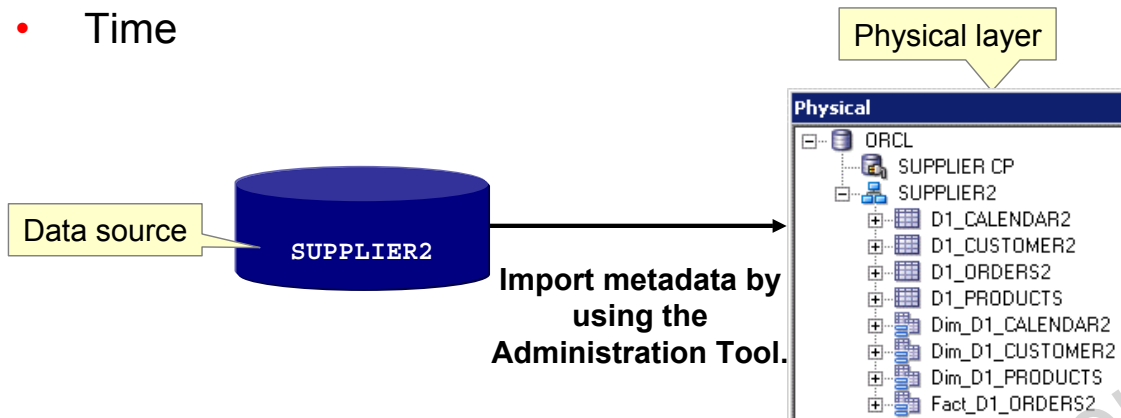 • Time
Physical layer
Physical
ORCL
SUPPLIER CP
SUPPLIER2
D1_CALENDAR2
D1_CUSTOMER2
D1_ORDERS2
D1_PRODUCTS
Dim_D1_CALENDAR2
Dim_D1_CUSTOMER2
Dim_D1_PRODUCTS
Fact_D1_ORDERS2
Data source
SUPPLIER2
Import metadata by
using the
Administration Tool.